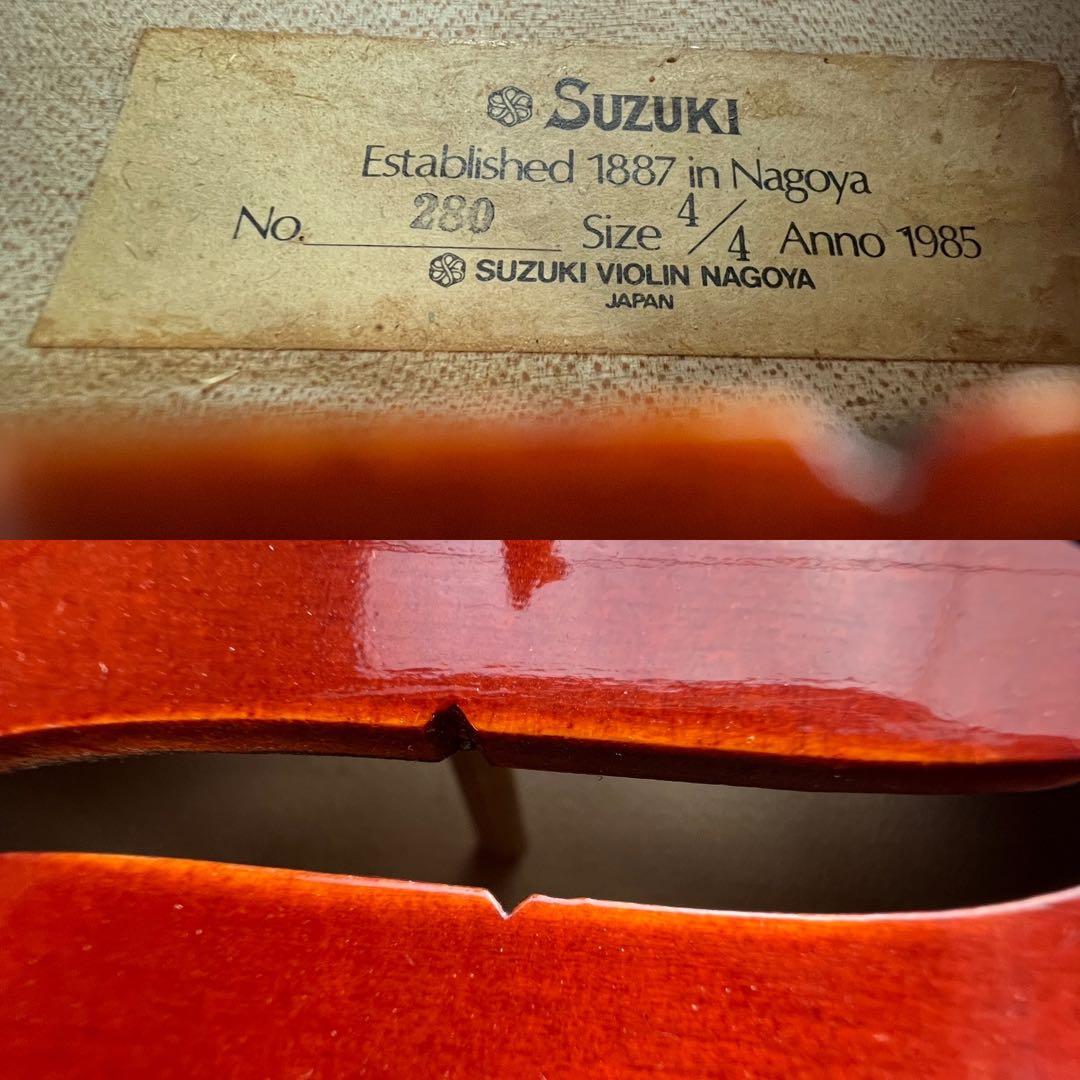 SUZUKI
Established 1887 in Nagoya
No. 280 Size 4/4 Anno 1985
SUZUKI VIOLIN NAGOYA
JAPAN